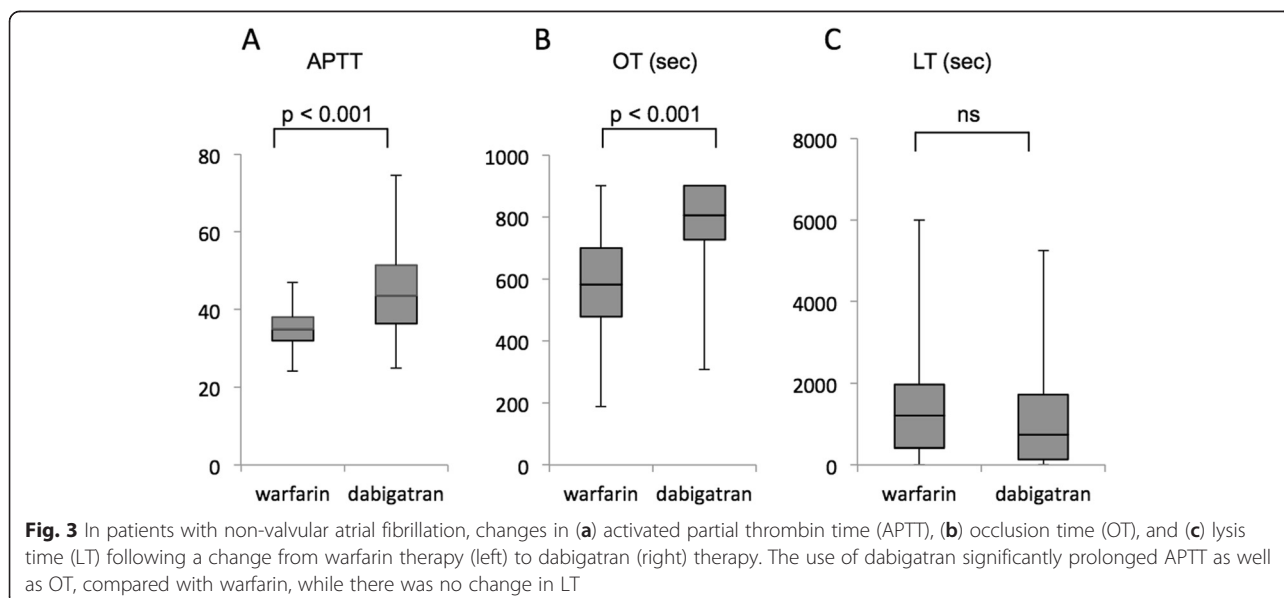 A B C
APTT OT (sec) LT (sec)
p < 0.001 p < 0.001 ns
80
60
40
20
0
warfarin dabigatran
1000
800
600
400
200
0
warfarin dabigatran
8000
6000
4000
2000
0
warfarin dabigatran
Fig. 3 In patients with non-valvular atrial fibrillation, changes in (a) activated partial thrombin time (APTT), (b) occlusion time (OT), and (c) lysis
time (LT) following a change from warfarin therapy (left) to dabigatran (right) therapy. The use of dabigatran significantly prolonged APTT as well
as OT, compared with warfarin, while there was no change in LT